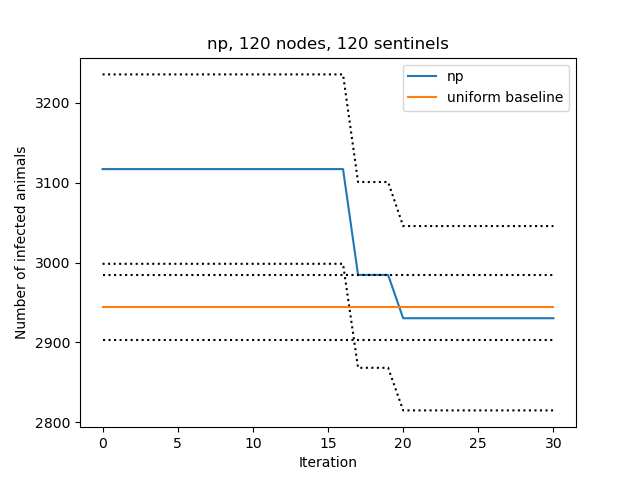 np, 120 nodes, 120 sentinels
np
uniform baseline
Number of infected animals
3200
3100
3000
2900
2800
0 5 10 15 20 25 30
Iteration